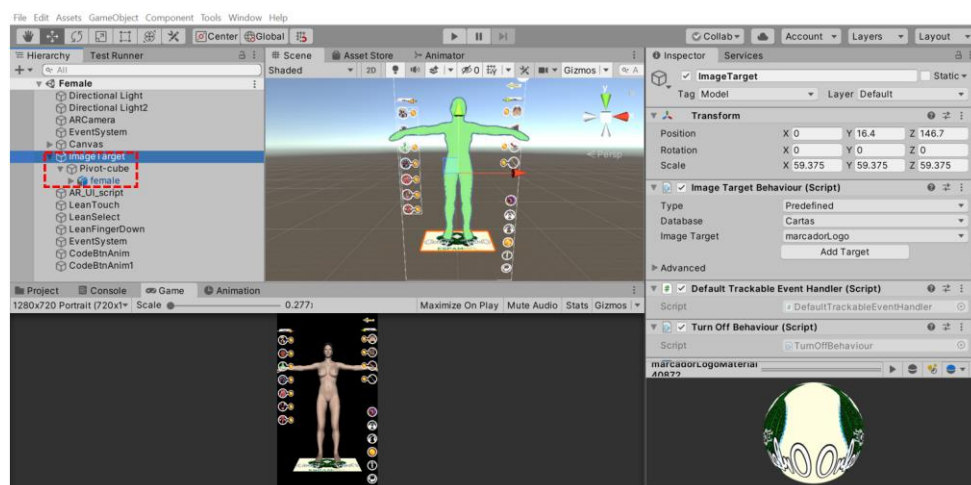 File Edit Assets GameObject Component Tools Window Help
Center Global Collab Account Layers Layout
Hierarchy Test Runner
All
Female
Directional Light
Directional Light2
ARCamera
EventSystem
Canvas
ImageTarget
Pivot-cube
female
AR_UI_script
LeanTouch
LeanSelect
LeanFingerDown
EventSystem
CodeBtnAnim
CodeBtnAnim1
Scene Asset Store Animator
Shaded 2D 0 Gizmos A
y
x
Persp
Inspector Services
ImageTarget Static
Tag Model Layer Default
Transform
Position X 0 Y 16.4 Z 146.7
Rotation X 0 Y 0 Z 0
Scale X 59.375 Y 59.375 Z 59.375
Image Target Behaviour (Script)
Type Predefined
Database Cartas
Image Target marcadorLogo
Add Target
Advanced
Default Trackable Event Handler (Script)
Script DefaultTrackableEventHandler
Turn Off Behaviour (Script)
Script TurnOffBehaviour
marcadorLogoMaterial
40872
Project Console Game Animation
1280x720 Portrait (720x1 Scale 0.277 Maximize On Play Mute Audio Stats Gizmos